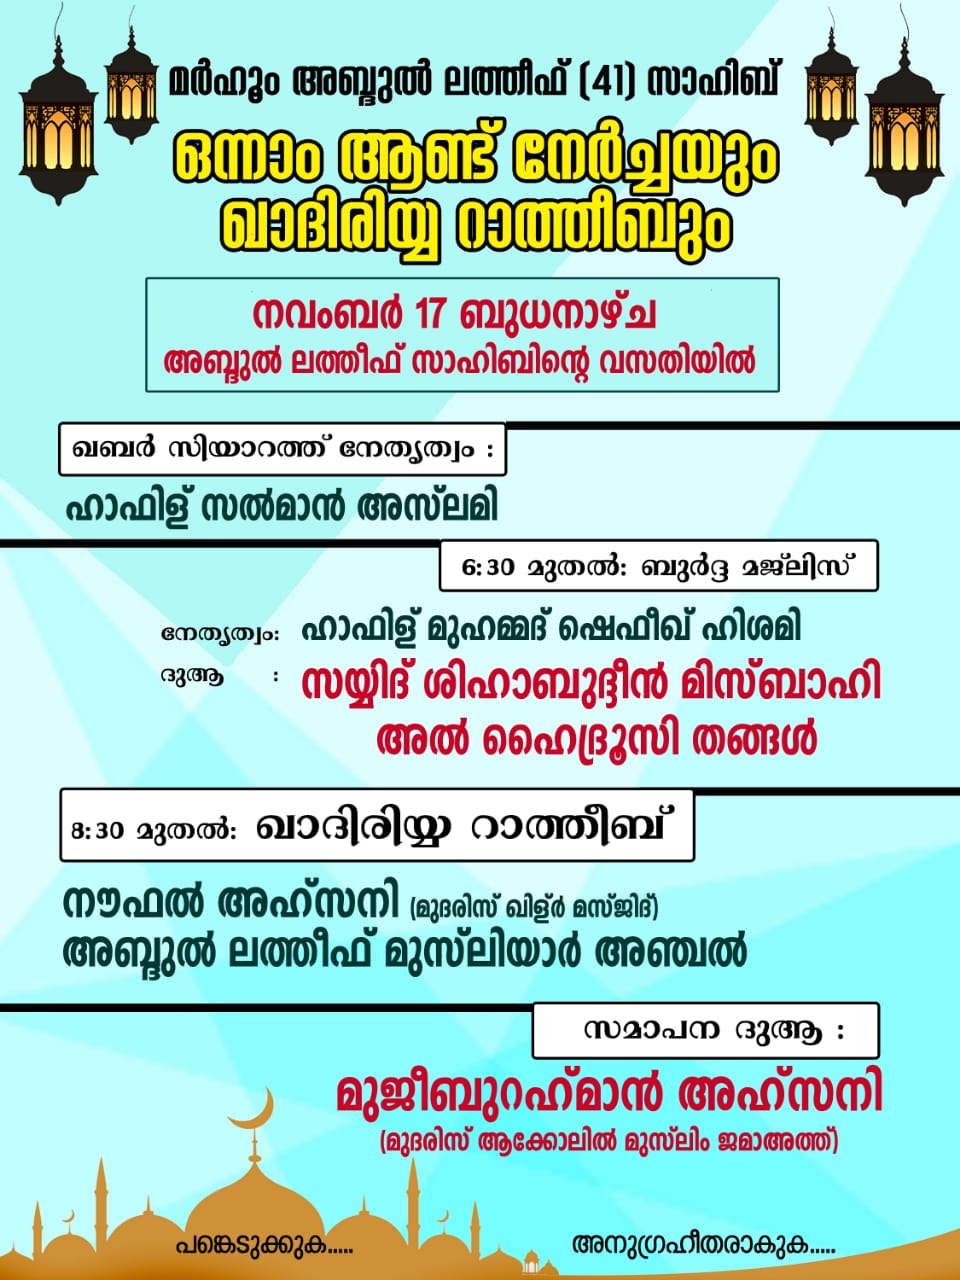 മർഹൂം അബ്ദുൽ ലത്തീഫ് (41) സാഹിബ്
ഒന്നാം ആണ്ട് നേർച്ചയും
ഖാദിരിയ്യ റാത്തീബും
നവംബർ 17 ബുധനാഴ്ച
അബ്ദുൽ ലത്തീഫ് സാഹിബിന്റെ വസതിയിൽ
ഖബർ സിയാറത്ത് നേതൃത്വം :
ഹാഫിള് സൽമാൻ അസ്‌ലമി
6:30 മുതൽ: ബുർദ്ദ മജ്‌ലിസ്
നേതൃത്വം: ഹാഫിള് മുഹമ്മദ് ഷെഫീഖ് ഹിശമി
ദുആ : സയ്യിദ് ശിഹാബുദ്ദീൻ മിസ്ബാഹി
അൽ ഹൈദ്രൂസി തങ്ങൾ
8:30 മുതൽ: ഖാദിരിയ്യ റാത്തീബ്
നൗഫൽ അഹ്സനി (മുദരിസ് ഖിള്ർ മസ്ജിദ്)
അബ്ദുൽ ലത്തീഫ് മുസ്‌ലിയാർ അഞ്ചൽ
സമാപന ദുആ :
മുജീബുറഹ്‌മാൻ അഹ്സനി
(മുദരിസ് ആക്കോലിൽ മുസ്‌ലിം ജമാഅത്ത്)
പങ്കെടുക്കുക..... അനുഗ്രഹീതരാകുക.....